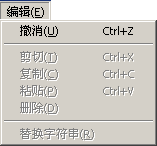 编辑(E)
撤消(U) Ctrl+Z
剪切(T) Ctrl+X
复制(C) Ctrl+C
粘贴(P) Ctrl+V
删除(D)
替换字符串(R)